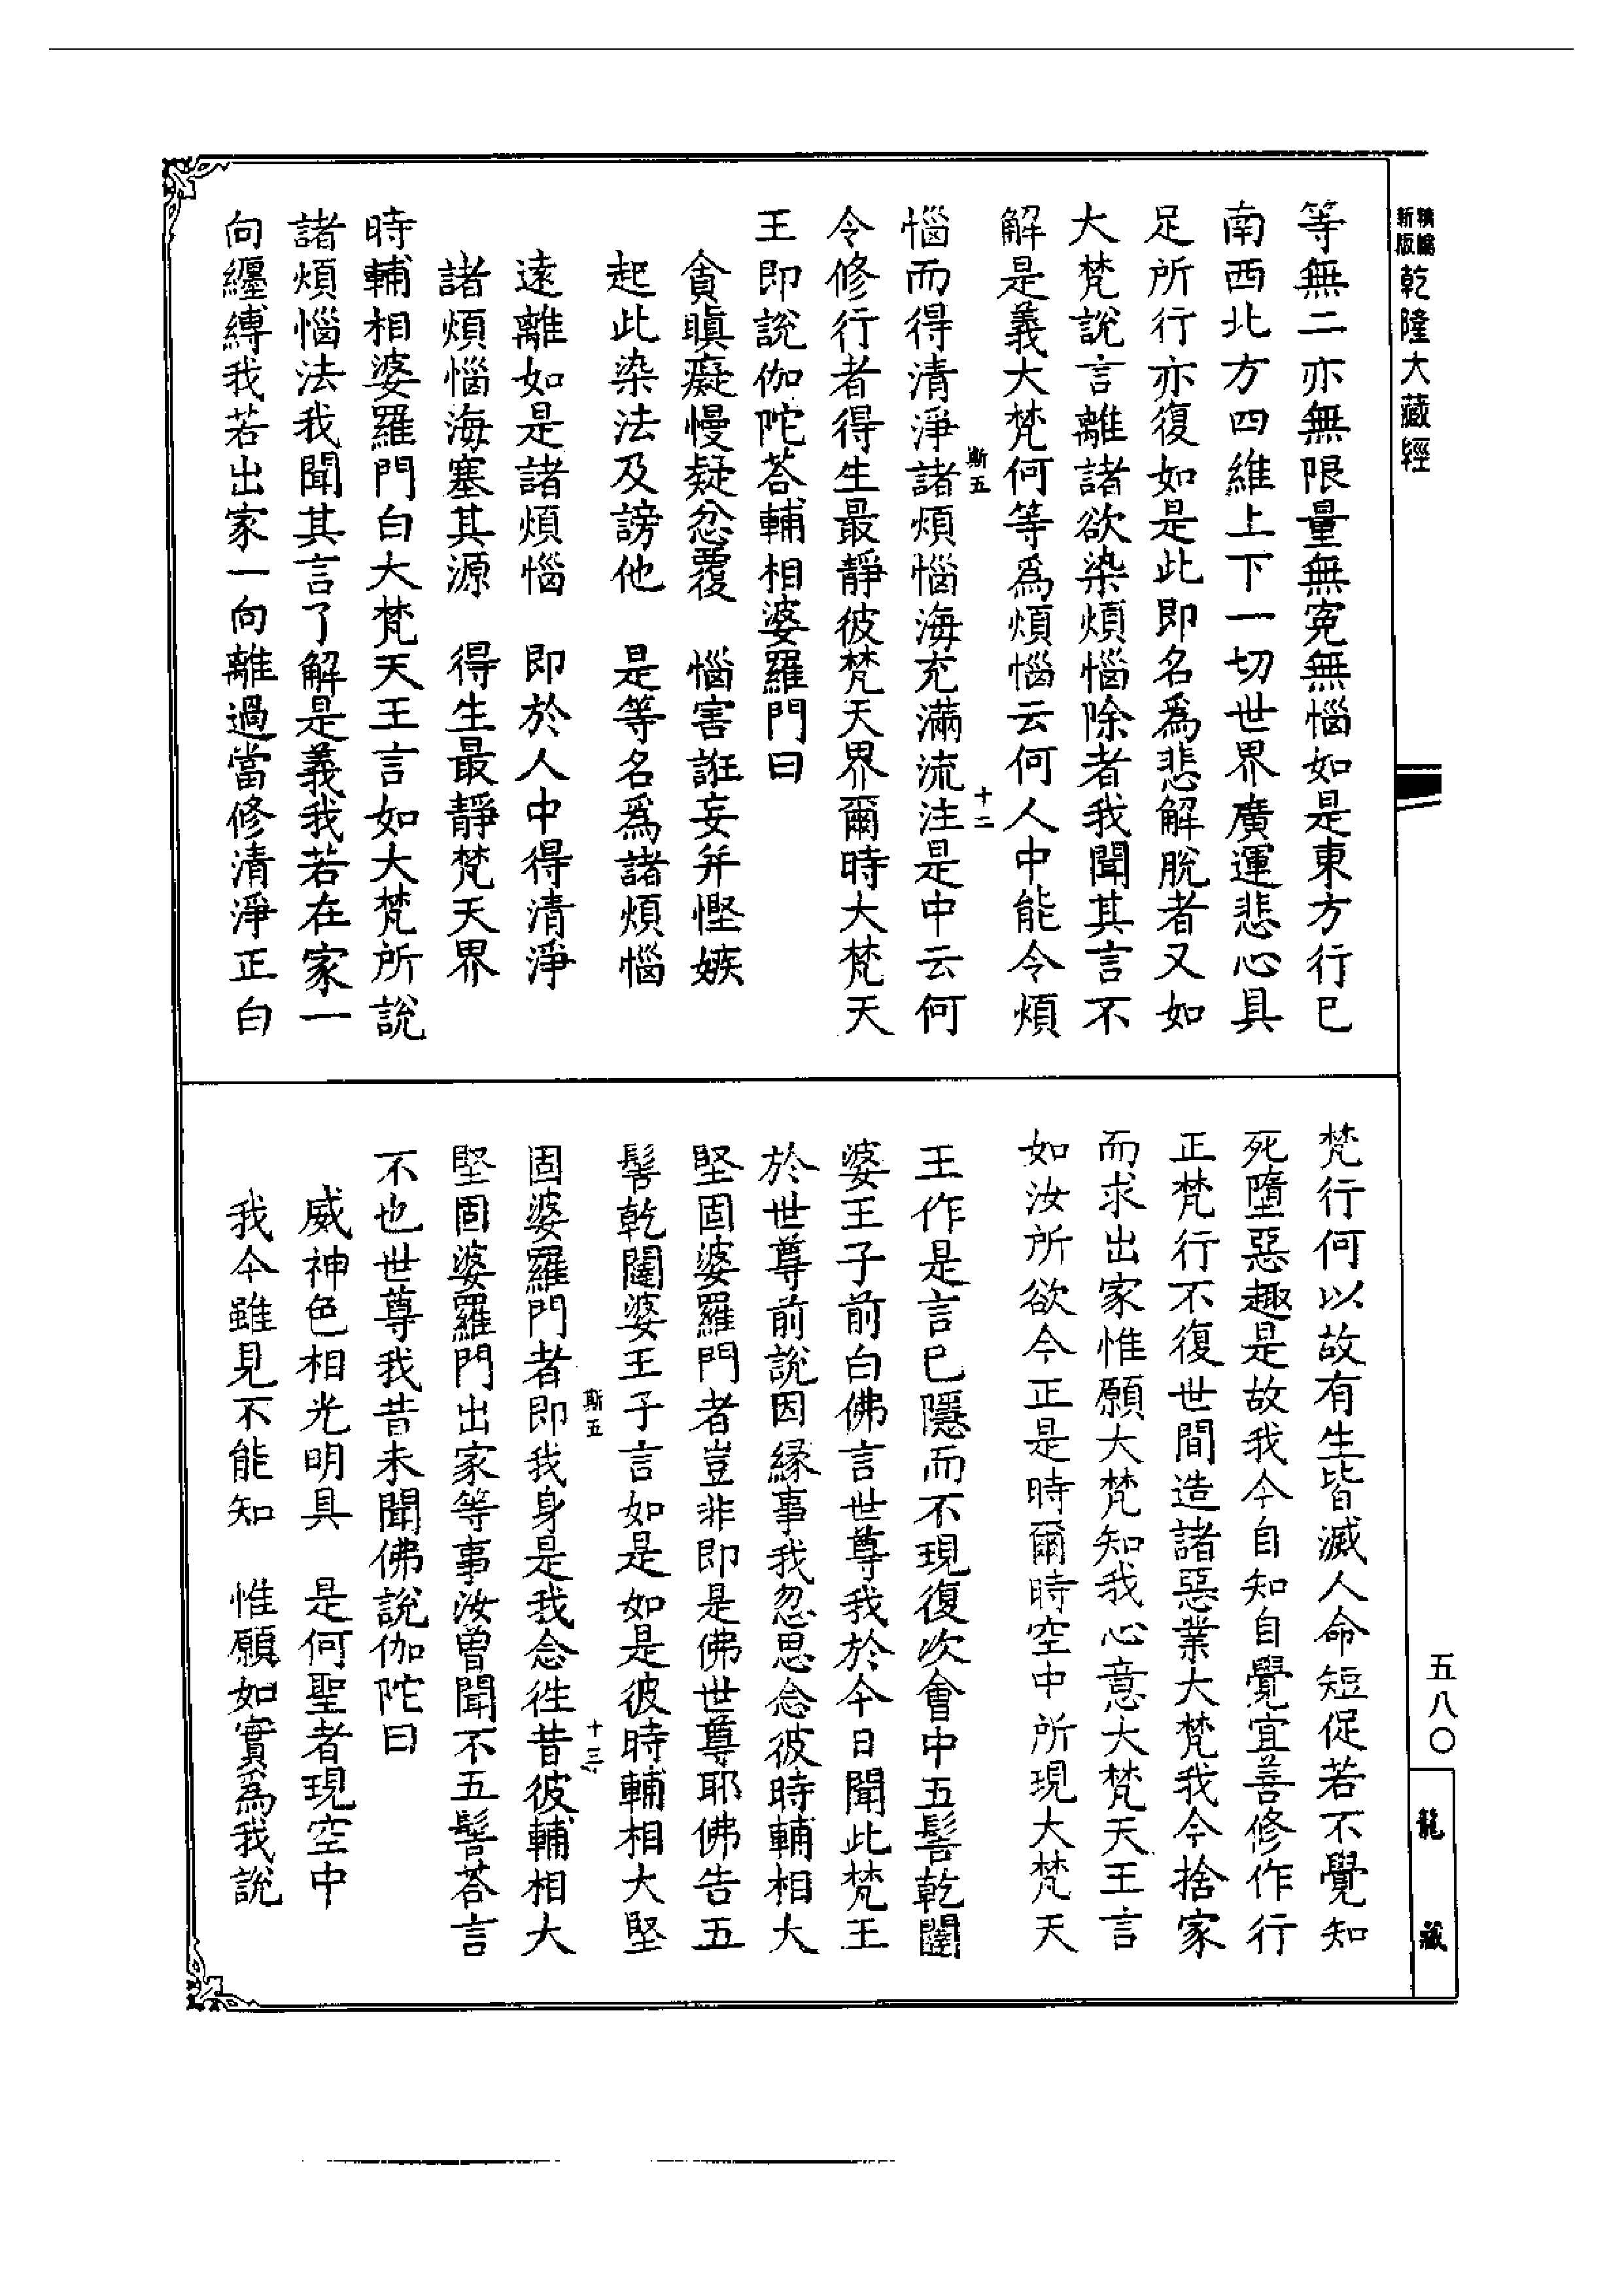 精編新版乾隆大藏經
等無二亦無限量無寃無惱如是東方行已
南西北方四維上下一切世界廣運悲心具
足所行亦復如是此即名爲悲解脫者又如
大梵說言離諸欲染煩惱除者我聞其言不
解是義大梵何等爲煩惱云何人中能令煩
惱而得清淨諸煩惱海充滿流注是中云何
斯五
十二
令修行者得生最靜彼梵天界爾時大梵天
王即說伽陀荅輔相婆羅門曰
貪瞋癡慢疑忿覆　惱害誑妄并慳嫉
起此染法及謗他　是等名爲諸煩惱
遠離如是諸煩惱　即於人中得清淨
諸煩惱海塞其源　得生最靜梵天界
時輔相婆羅門白大梵天王言如大梵所說
諸煩惱法我聞其言了解是義我若在家一
向纏縛我若出家一向離過當修清淨正白
梵行何以故有生皆滅人命短促若不覺知
死墮惡趣是故我今自知自覺宜善修作行
正梵行不復世間造諸惡業大梵我今捨家
而求出家惟願大梵知我心意大梵天王言
如汝所欲今正是時爾時空中所現大梵天
王作是言已隱而不現復次會中五髻乾闥
婆王子前白佛言世尊我於今日聞此梵王
於世尊前說因緣事我忽思念彼時輔相大
堅固婆羅門者豈非即是佛世尊耶佛告五
髻乾闥婆王子言如是如是彼時輔相大堅
斯五
十三
固婆羅門者即我身是我念往昔彼輔相大
堅固婆羅門出家等事汝曾聞不五髻荅言
不也世尊我昔未聞佛說伽陀曰
威神色相光明具　是何聖者現空中
我今雖見不能知　惟願如實爲我說
五八〇
龍藏